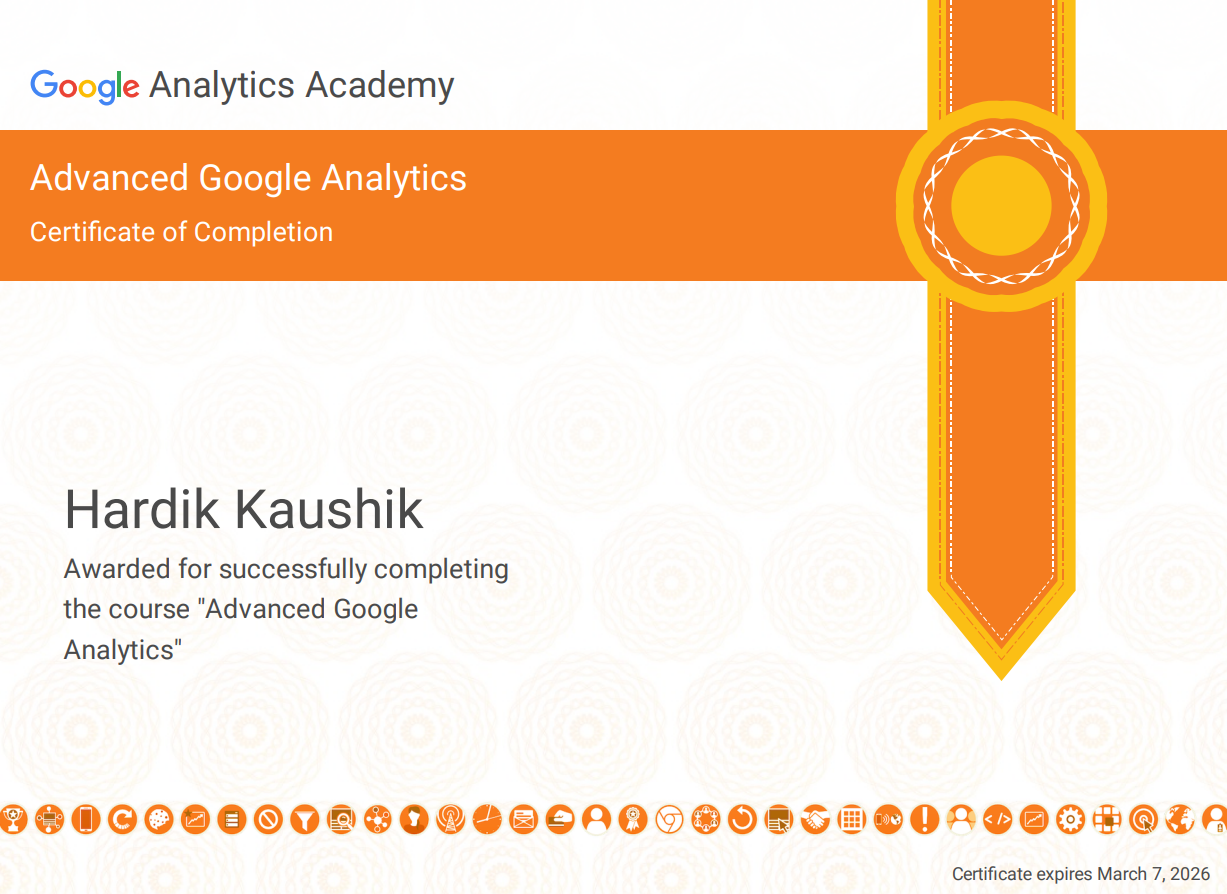 Google Analytics Academy
Advanced Google Analytics
Certificate of Completion
Hardik Kaushik
Awarded for successfully completing
the course "Advanced Google
Analytics"
Certificate expires March 7, 2026